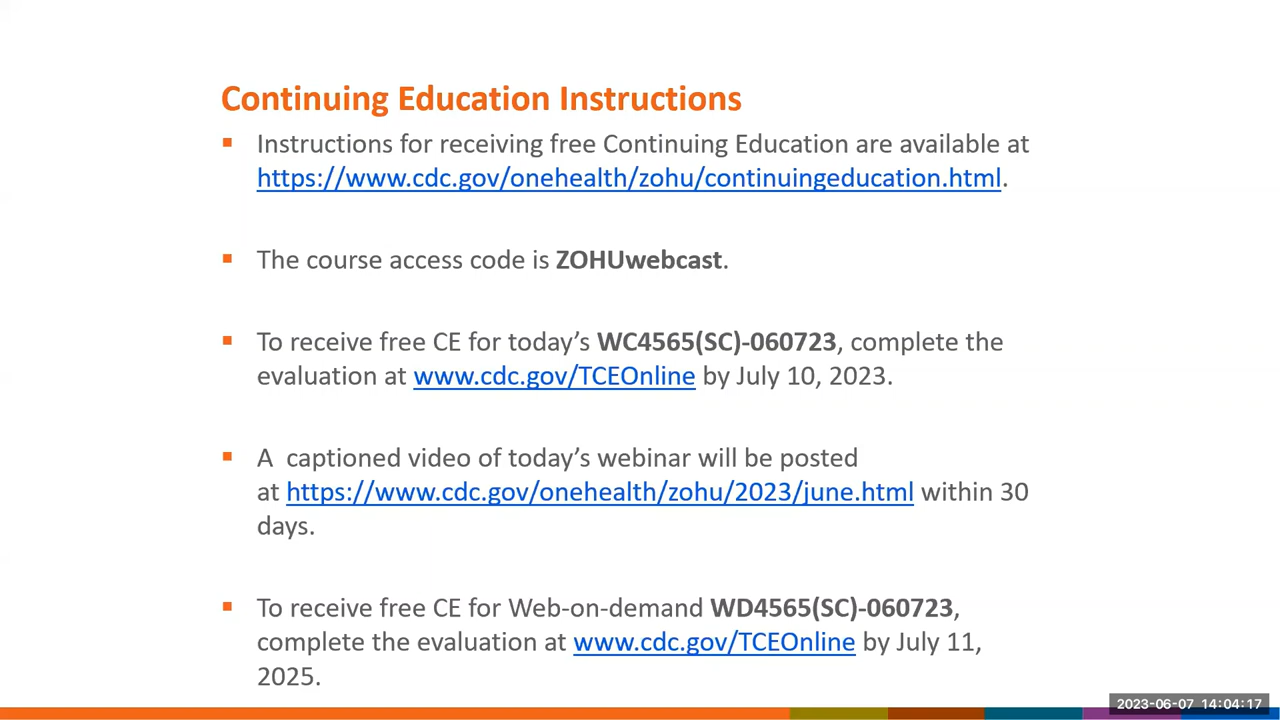 Continuing Education Instructions
▪ Instructions for receiving free Continuing Education are available at
https://www.cdc.gov/onehealth/zohu/continuingeducation.html.
▪ The course access code is ZOHUwebcast.
▪ To receive free CE for today’s WC4565(SC)-060723, complete the
evaluation at www.cdc.gov/TCEOnline by July 10, 2023.
▪ A  captioned video of today’s webinar will be posted
at https://www.cdc.gov/onehealth/zohu/2023/june.html within 30
days.
▪ To receive free CE for Web-on-demand WD4565(SC)-060723,
complete the evaluation at www.cdc.gov/TCEOnline by July 11,
2025.
2023-06-07 14:04:17